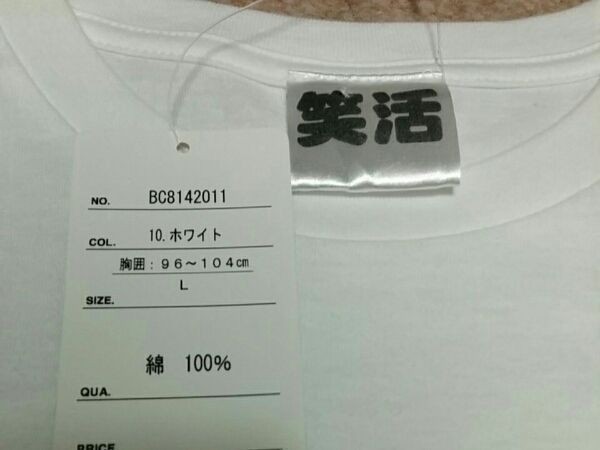 笑活
NO. BC8142011
COL. 10.ホワイト
胸囲：９６～１０４㎝
SIZE. L
綿 100%
QUA.
PRICE